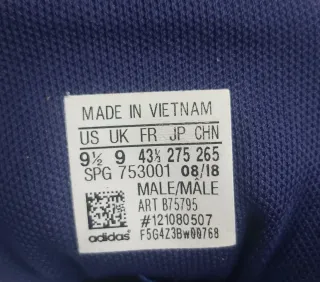 MADE IN VIETNAM
US UK FR JP CHN
9½ 9 43⅓ 275 265
SPG 753001 08/18
MALE/MÂLE
ART B75795
#121080507
adidas F5G4Z3Bw00768